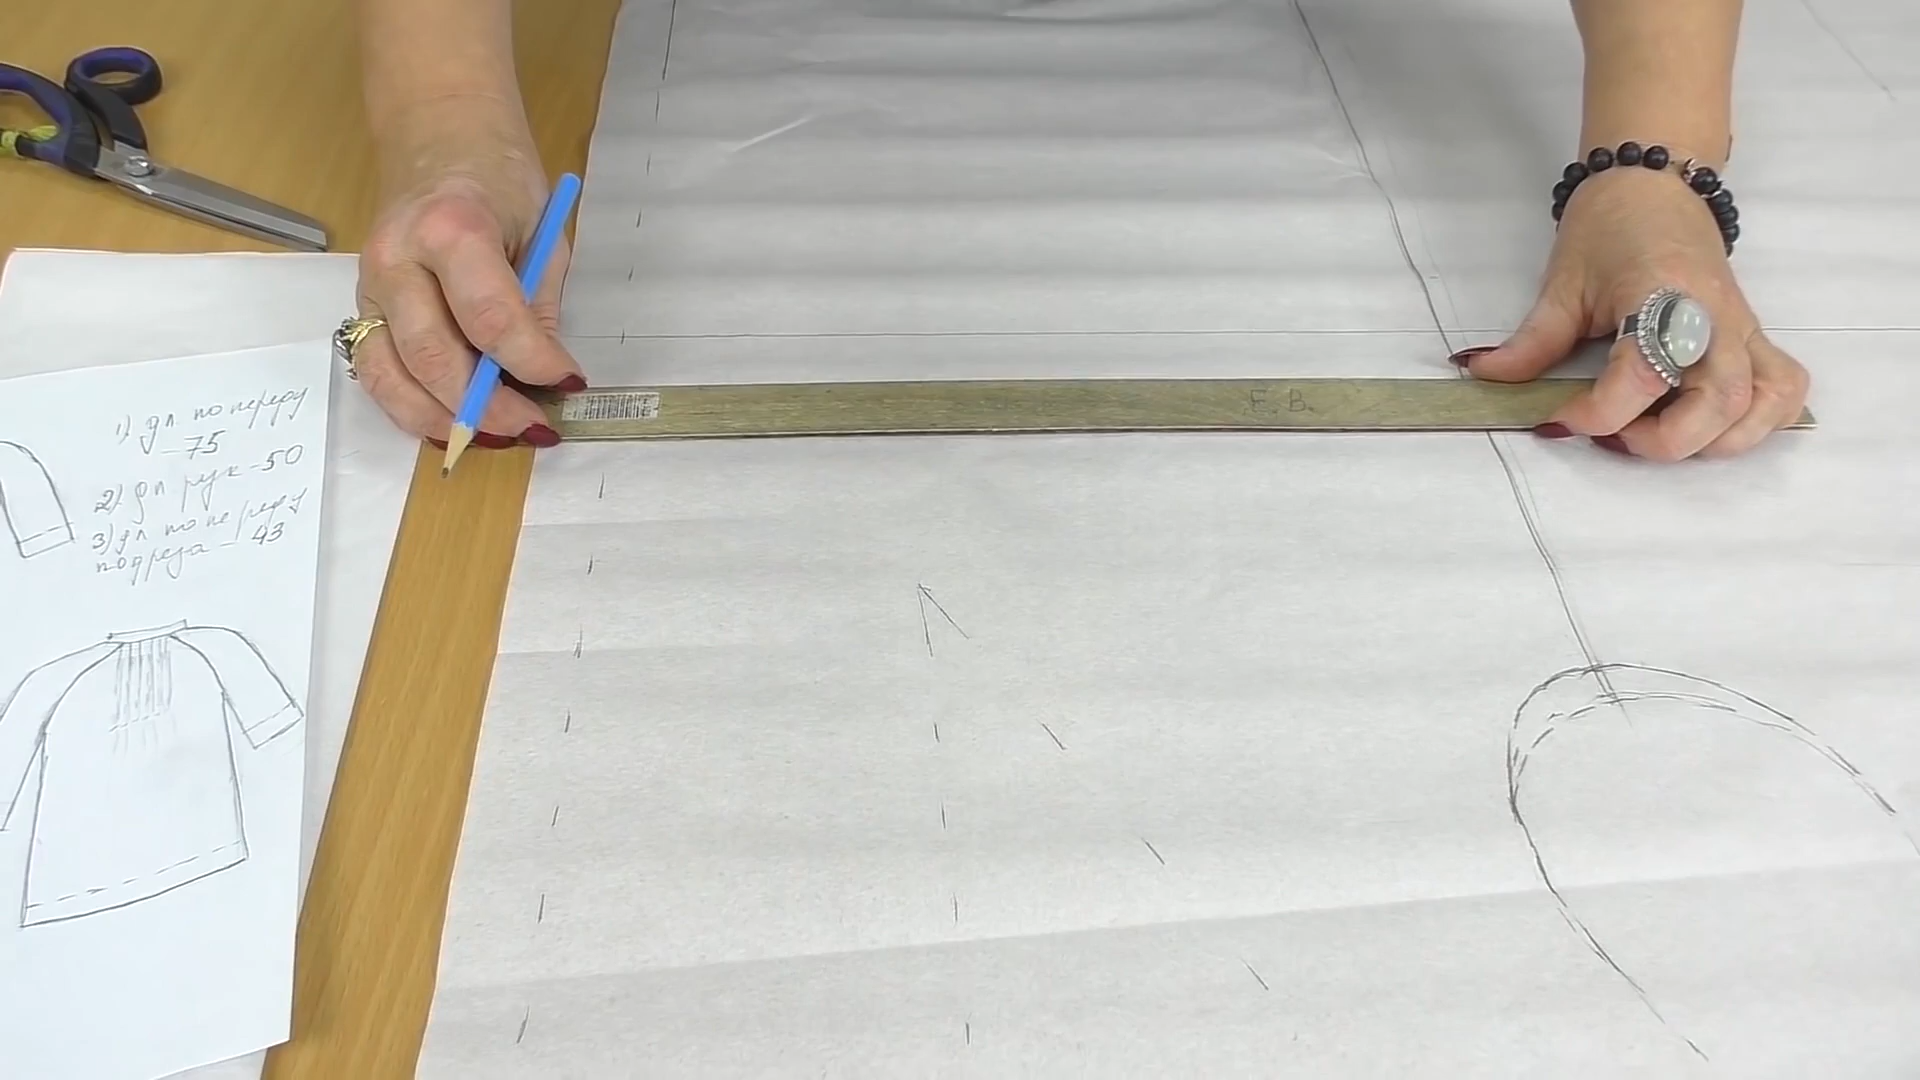 1) дл по переду
– 75
2) дл рук – 50
3) дл по переду
подреза – 43
Е. В.